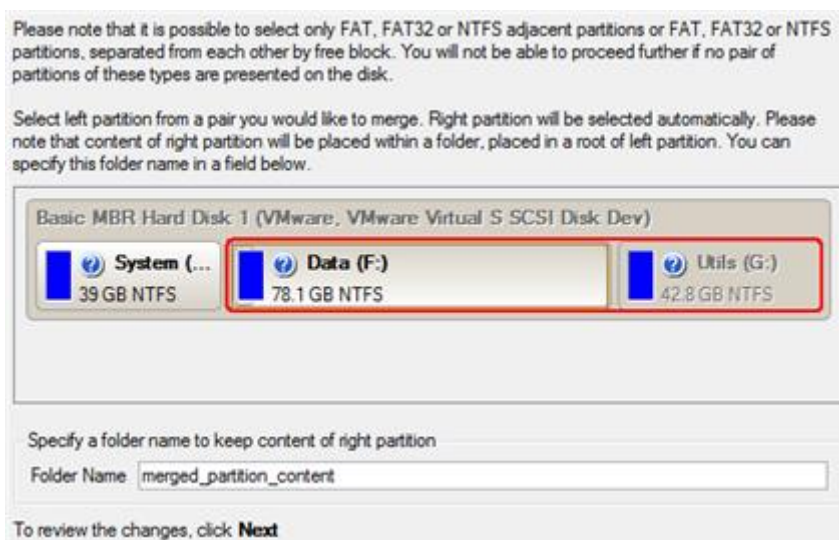 Please note that it is possible to select only FAT, FAT32 or NTFS adjacent partitions or FAT, FAT32 or NTFS
partitions, separated from each other by free block. You will not be able to proceed further if no pair of
partitions of these types are presented on the disk.
Select left partition from a pair you would like to merge. Right partition will be selected automatically. Please
note that content of right partition will be placed within a folder, placed in a root of left partition. You can
specify this folder name in a field below.
Basic MBR Hard Disk 1 (VMware, VMware Virtual S SCSI Disk Dev)
System (... Data (F:) Utils (G:)
39 GB NTFS 78.1 GB NTFS 42.8 GB NTFS
Specify a folder name to keep content of right partition
Folder Name merged_partition_content
To review the changes, click Next